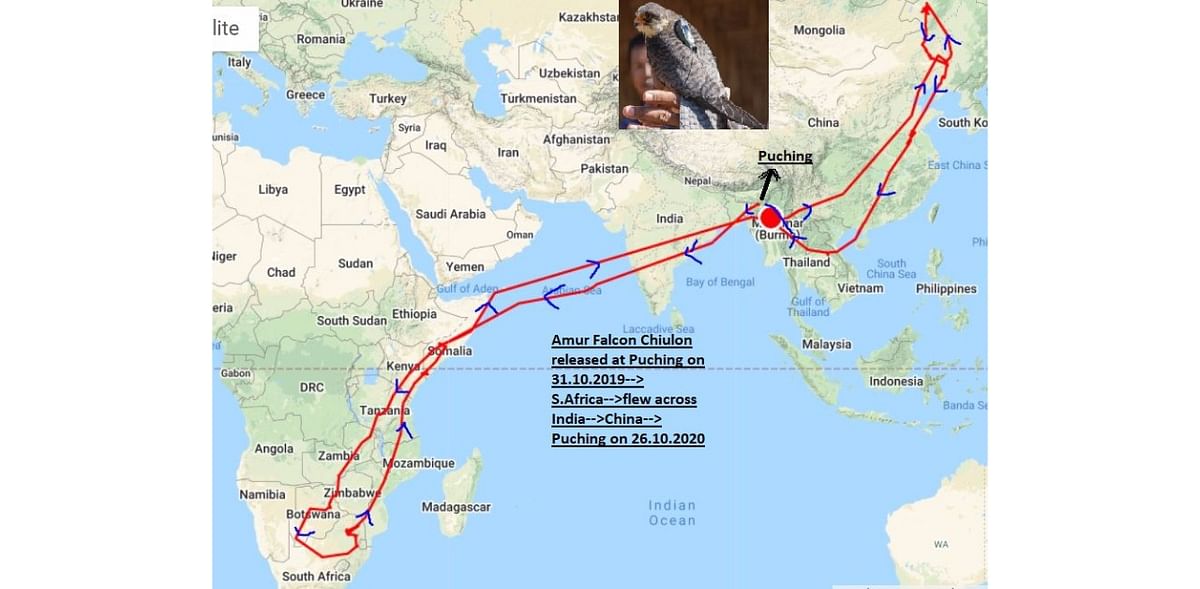 lite
Ukraine
Romania
Italy
Greece
Turkey
Syria
Iraq
Iran
Kazakhsta
Uzbekistan
Turkmenistan
Afghanistan
Pakistan
Mongolia
China
South Ko
East China S
Nepal
Puching
India
(Burma)
Thailand
Vietnam
South
China Sea
Philippines
Gulf of
Thailand
Malaysia
Indonesia
Banda Se
Bay of Bengal
Laccadive Sea
Arabian Sea
unisia
Libya
Egypt
Saudi Arabia
Oman
Yemen
Gulf of Aden
Niger
Chad
Sudan
eria
South Sudan
Ethiopia
Somalia
Kenya
Gabon
DRC
Tanzania
Angola
Zambia
Mozambique
Namibia
Zimbabwe
Botswana
Madagascar
South Africa
Indian
Ocean
WA
Amur Falcon Chiulon
released at Puching on
31.10.2019-->
S.Africa-->flew across
India-->China-->
Puching on 26.10.2020